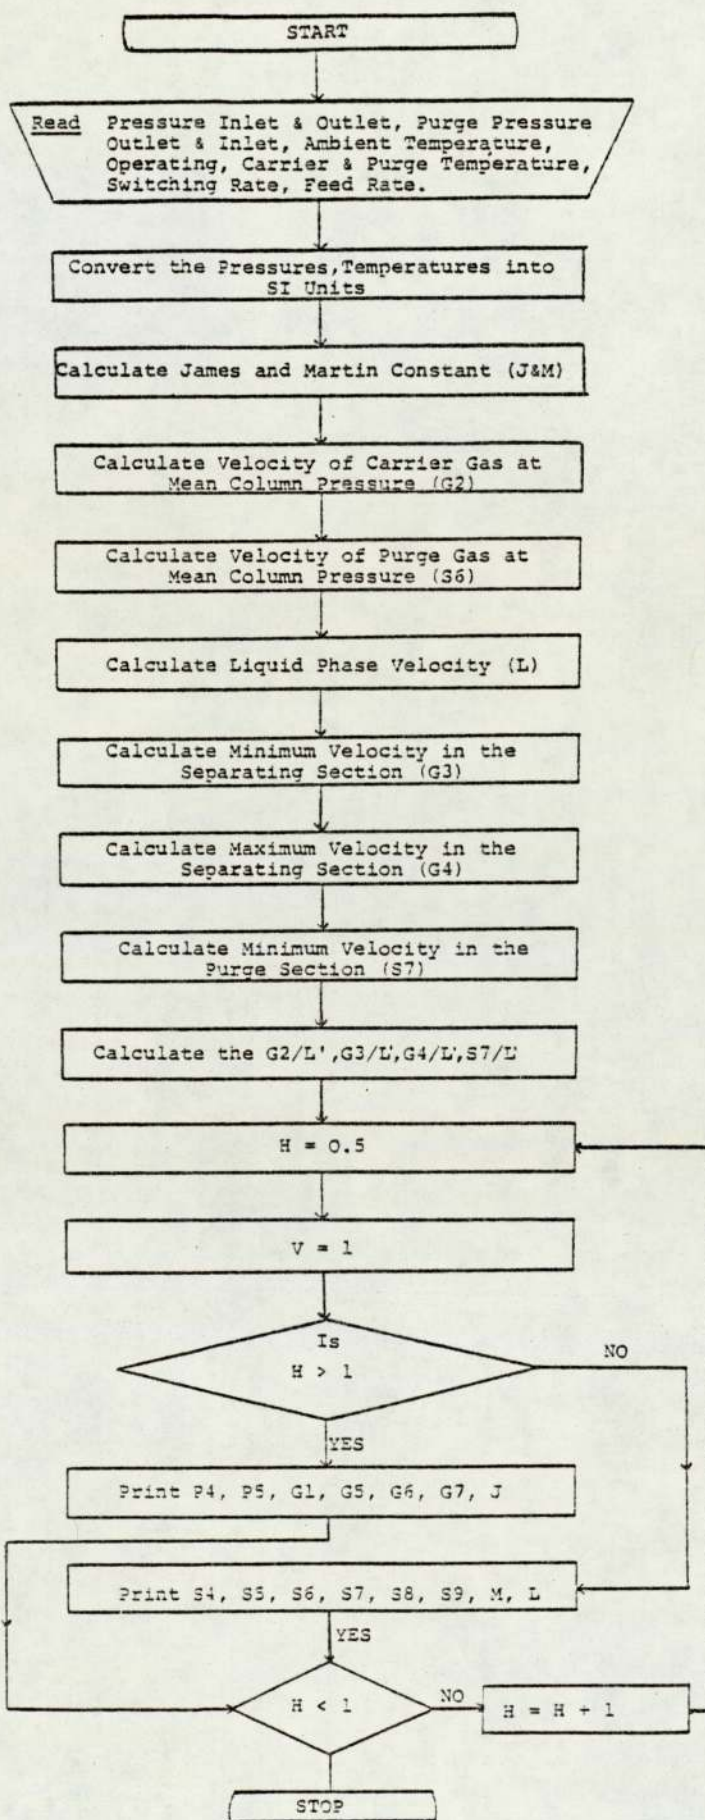 START
Read Pressure Inlet & Outlet, Purge Pressure
Outlet & Inlet, Ambient Temperature,
Operating, Carrier & Purge Temperature,
Switching Rate, Feed Rate.
Convert the Pressures,Temperatures into
SI Units
Calculate James and Martin Constant (J&M)
Calculate Velocity of Carrier Gas at
Mean Column Pressure (G2)
Calculate Velocity of Purge Gas at
Mean Column Pressure (S6)
Calculate Liquid Phase Velocity (L)
Calculate Minimum Velocity in the
Separating Section (G3)
Calculate Maximum Velocity in the
Separating Section (G4)
Calculate Minimum Velocity in the
Purge Section (S7)
Calculate the G2/L',G3/L',G4/L',S7/L'
H = 0.5
V = 1
Is
H > 1
NO
YES
Print P4, P5, G1, G5, G6, G7, J
Print S4, S5, S6, S7, S8, S9, M, L
YES
H < 1
NO
H = H + 1
STOP